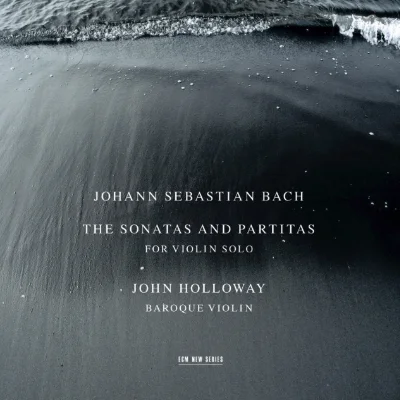 JOHANN SEBASTIAN BACH
THE SONATAS AND PARTITAS
FOR VIOLIN SOLO
JOHN HOLLOWAY
BAROQUE VIOLIN
ECM NEW SERIES